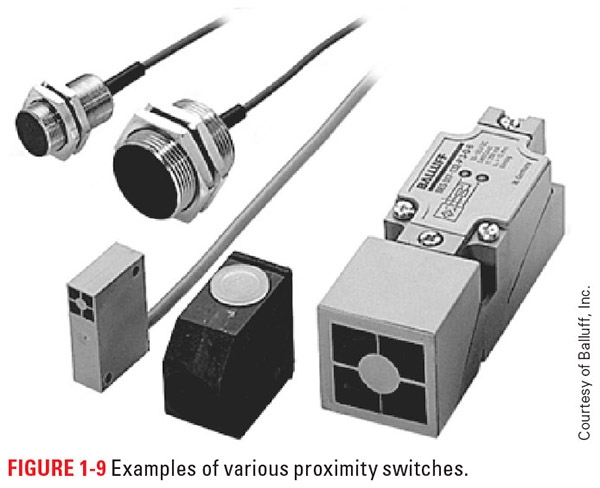 BALLUFF
Courtesy of Balluff, Inc.
FIGURE 1-9 Examples of various proximity switches.